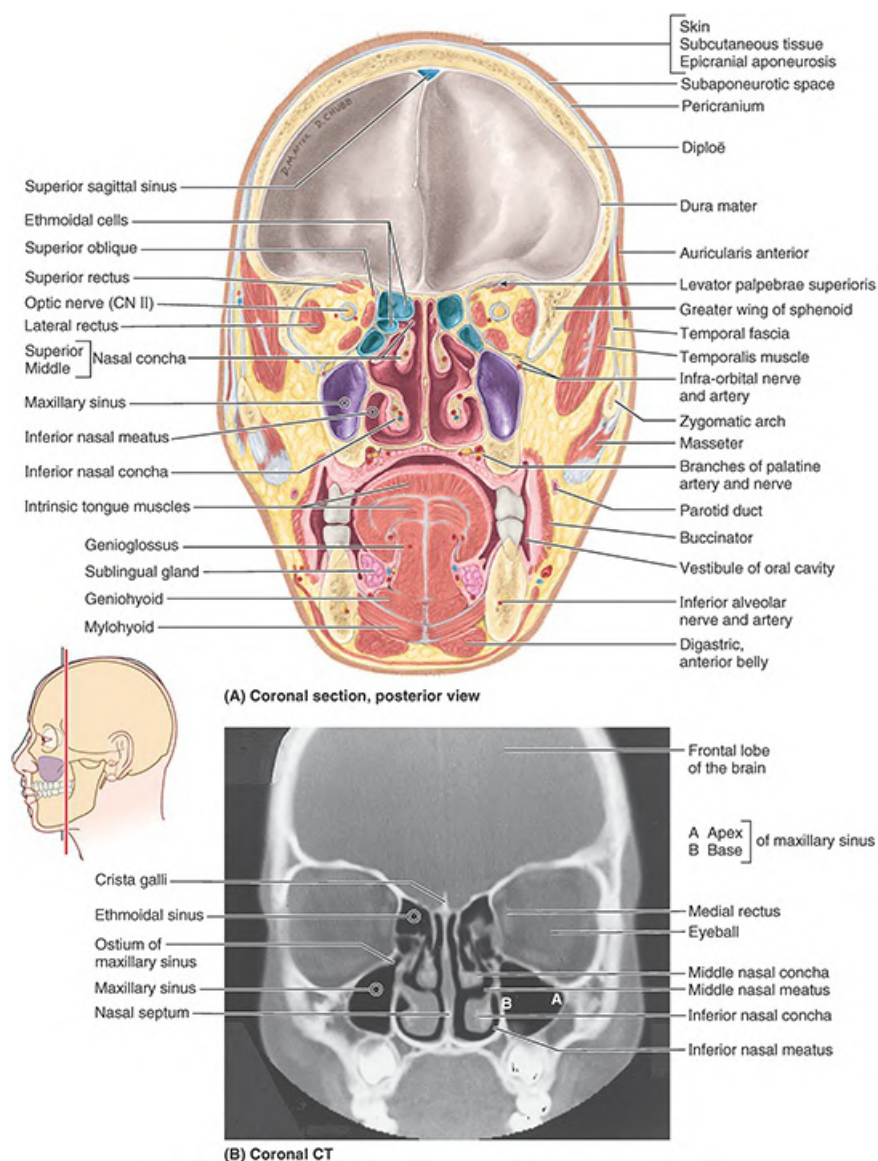 Skin
Subcutaneous tissue
Epicranial aponeurosis
Subaponeurotic space
Pericranium
Diploë
Dura mater
Auricularis anterior
Levator palpebrae superioris
Greater wing of sphenoid
Temporal fascia
Temporalis muscle
Infra-orbital nerve
and artery
Zygomatic arch
Masseter
Branches of palatine
artery and nerve
Parotid duct
Buccinator
Vestibule of oral cavity
Inferior alveolar
nerve and artery
Digastric,
anterior belly
D.M. AFTER D. CHUBB
Superior sagittal sinus
Ethmoidal cells
Superior oblique
Superior rectus
Optic nerve (CN II)
Lateral rectus
Superior
Middle
Nasal concha
Maxillary sinus
Inferior nasal meatus
Inferior nasal concha
Intrinsic tongue muscles
Genioglossus
Sublingual gland
Geniohyoid
Mylohyoid
(A) Coronal section, posterior view
Frontal lobe
of the brain
A Apex
B Base
of maxillary sinus
Crista galli
Ethmoidal sinus
Ostium of
maxillary sinus
Maxillary sinus
Nasal septum
Medial rectus
Eyeball
Middle nasal concha
Middle nasal meatus
Inferior nasal concha
Inferior nasal meatus
B
A
(B) Coronal CT